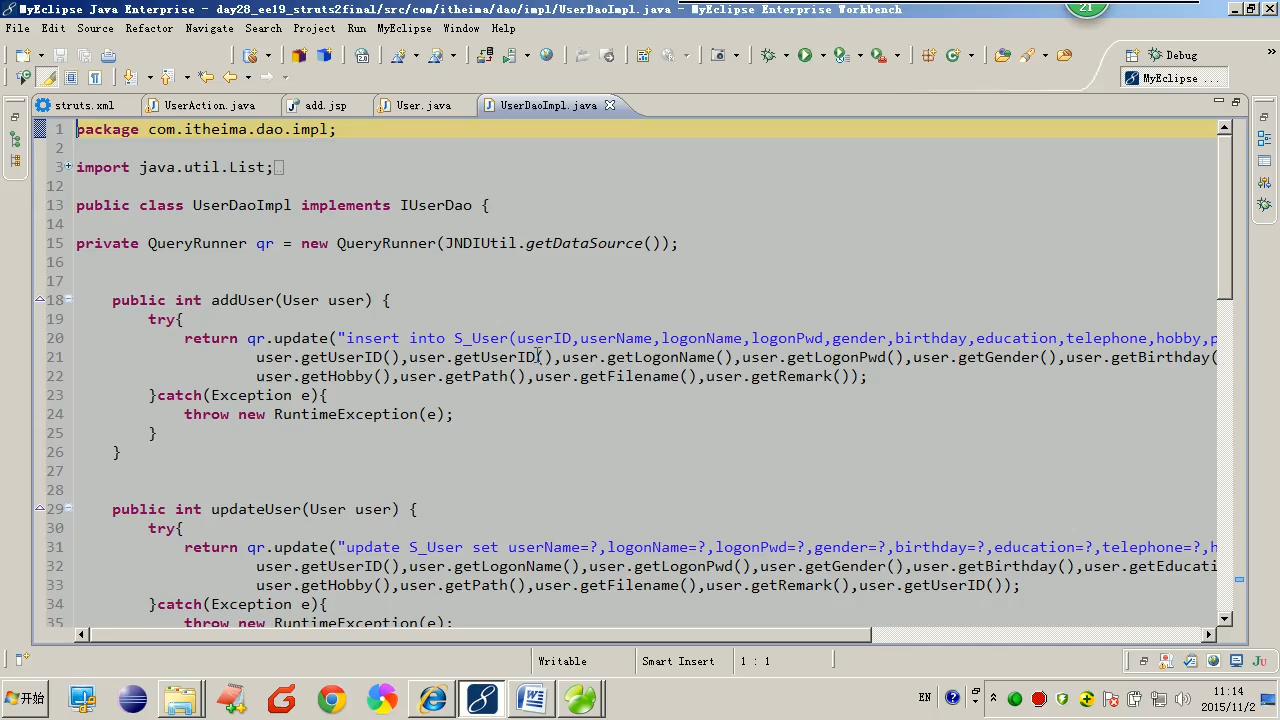 MyEclipse Java Enterprise - day28_ee19_struts2final/src/com/itheima/dao/impl/UserDaoImpl.java - MyEclipse Enterprise Workbench
21
File Edit Source Refactor Navigate Search Project Run MyEclipse Window Help
Debug
MyEclipse ...
struts.xml UserAction.java add.jsp User.java UserDaoImpl.java
1 package com.itheima.dao.impl;
2
3 import java.util.List;
12
13 public class UserDaoImpl implements IUserDao {
14
15 private QueryRunner qr = new QueryRunner(JNDIUtil.getDataSource());
16
17
18 public int addUser(User user) {
19 try{
20 return qr.update("insert into S_User(userID,userName,logonName,logonPwd,gender,birthday,education,telephone,hobby,p
21 user.getUserID(),user.getUserID(),user.getLogonName(),user.getLogonPwd(),user.getGender(),user.getBirthday(
22 user.getHobby(),user.getPath(),user.getFilename(),user.getRemark());
23 }catch(Exception e){
24 throw new RuntimeException(e);
25 }
26 }
27
28
29 public int updateUser(User user) {
30 try{
31 return qr.update("update S_User set userName=?,logonName=?,logonPwd=?,gender=?,birthday=?,education=?,telephone=?,h
32 user.getUserID(),user.getLogonName(),user.getLogonPwd(),user.getGender(),user.getBirthday(),user.getEducati
33 user.getHobby(),user.getPath(),user.getFilename(),user.getRemark(),user.getUserID());
34 }catch(Exception e){
35 throw new RuntimeException(e);
Writable Smart Insert 1 : 1
开始
EN
11:14
2015/11/2